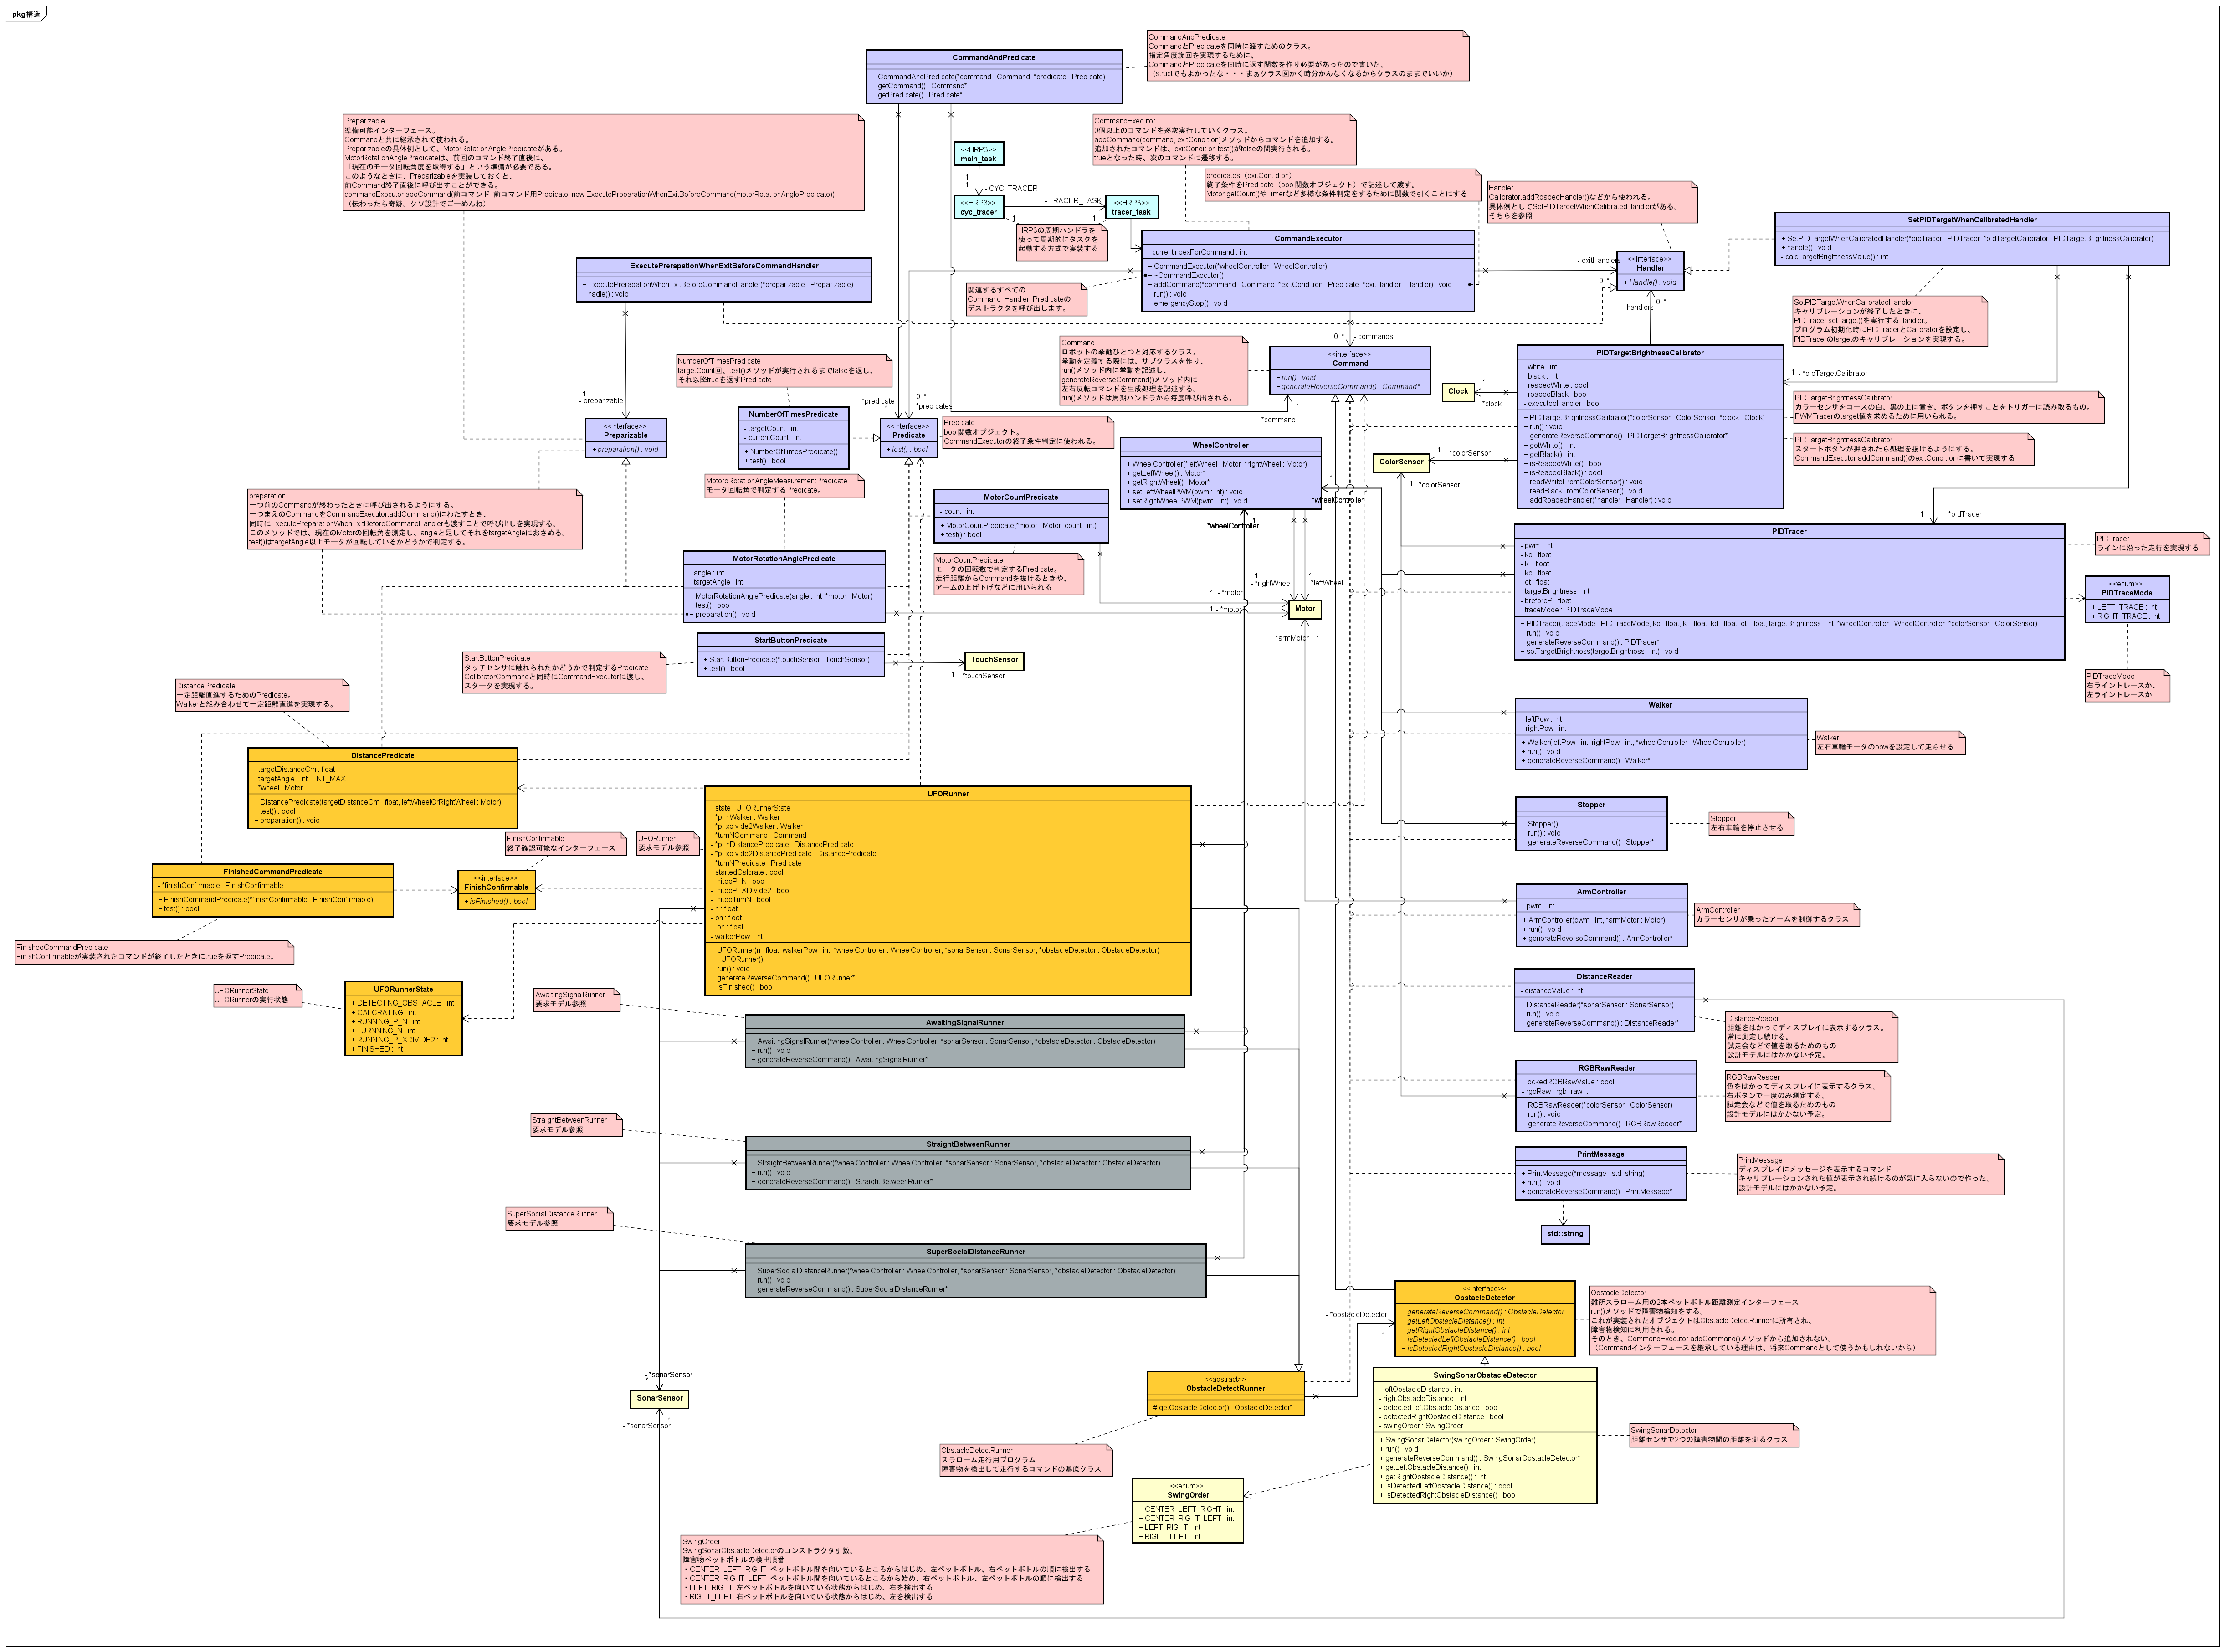 pkg 構造
CommandAndPredicate
+ CommandAndPredicate(*command : Command, *predicate : Predicate)
+ getCommand() : Command*
+ getPredicate() : Predicate*
CommandAndPredicate
CommandとPredicateを同時に渡すためのクラス。
指定角度旋回を実現するために、
CommandとPredicateを同時に返す関数を作り必要があったので書いた。
(structでもよかったな・・・まぁクラス図かく時分かんなくなるからクラスのままでいいか)
Preparizable
準備可能インターフェース。
Commandと共に継承されて使われる。
Preparizableの具体例として、MotorRotationAnglePredicateがある。
MotorRotationAnglePredicateは、前回のコマンド終了直後に、
「現在のモータ回転角度を取得する」という準備が必要である。
このようなときに、Preparizableを実装しておくと、
前Command終了直後に呼び出すことができる。
commandExecutor.addCommand(前コマンド, 前コマンド用Predicate, new ExecutePreparationWhenExitBeforeCommand(motorRotationAnglePredicate))
(伝わったら奇跡。クソ設計でごーめんね)
<<HRP3>>
main_task
1
1
- CYC_TRACER
<<HRP3>>
cyc_tracer
- TRACER_TASK
1
1
<<HRP3>>
tracer_task
HRP3の周期ハンドラを
使って周期的にタスクを
起動する方式で実装する
CommandExecutor
0個以上のコマンドを逐次実行していくクラス。
addCommand(command, exitCondition)メソッドからコマンドを追加する。
追加されたコマンドは、exitCondition.test()がfalseの間実行される。
trueとなった時、次のコマンドに遷移する。
predicates (exitContidion)
終了条件をPredicate (bool関数オブジェクト) で記述して渡す。
Motor.getCount()やTimerなど多様な条件判定をするために関数で引くことにする
Handler
Calibrator.addRoadedHandler()などから使われる。
具体例としてSetPIDTargetWhenCalibratedHandlerがある。
そちらを参照
CommandExecutor
- currentIndexForCommand : int
+ CommandExecutor(*wheelController : WheelController)
+ ~CommandExecutor()
+ addCommand(*command : Command, *exitCondition : Predicate, *exitHandler : Handler) : void
+ run() : void
+ emergencyStop() : void
関連するすべての
Command, Handler, Predicateの
デストラクタを呼び出します。
- exitHandlers
0..*
<<interface>>
Handler
+ Handle() : void
- handlers
0..*
SetPIDTargetWhenCalibratedHandler
+ SetPIDTargetWhenCalibratedHandler(*pidTracer : PIDTracer, *pidTargetCalibrator : PIDTargetBrightnessCalibrator)
+ handle() : void
- calcTargetBrightnessValue() : int
SetPIDTargetWhenCalibratedHandler
キャリブレーションが終了したときに、
PIDTracer.setTarget()を実行するHandler。
プログラム初期化時にPIDTracerとCalibratorを設定し、
PIDTracerのtargetのキャリブレーションを実現する。
ExecutePrerapationWhenExitBeforeCommandHandler
+ ExecutePrerapationWhenExitBeforeCommandHandler(*preparizable : Preparizable)
+ hadle() : void
1
- preparizable
<<interface>>
Preparizable
+ preparation() : void
NumberOfTimesPredicate
targetCount回、test()メソッドが実行されるまでfalseを返し、
それ以降trueを返すPredicate
NumberOfTimesPredicate
- targetCount : int
- currentCount : int
+ NumberOfTimesPredicate()
+ test() : bool
- *predicate
1
0..*
- *predicates
<<interface>>
Predicate
+ test() : bool
Predicate
bool関数オブジェクト。
CommandExecutorの終了条件判定に使われる。
Command
ロボットの挙動ひとつと対応するクラス。
挙動を定義する際には、サブクラスを作り、
run()メソッド内に挙動を記述し、
generateReverseCommand()メソッド内に
左右反転コマンドを生成処理を記述する。
run()メソッドは周期ハンドラから毎度呼び出される。
0..*
- commands
<<interface>>
Command
+ run() : void
+ generateReverseCommand() : Command*
1
- *command
Clock
1
- *clock
PIDTargetBrightnessCalibrator
- white : int
- black : int
- readedWhite : bool
- readedBlack : bool
- executedHandler : bool
+ PIDTargetBrightnessCalibrator(*colorSensor : ColorSensor, *clock : Clock)
+ run() : void
+ generateReverseCommand() : PIDTargetBrightnessCalibrator*
+ getWhite() : int
+ getBlack() : int
+ isReadedWhite() : bool
+ isReadedBlack() : bool
+ readWhiteFromColorSensor() : void
+ readBlackFromColorSensor() : void
+ addRoadedHandler(*handler : Handler) : void
1 - *pidTargetCalibrator
PIDTargetBrightnessCalibrator
カラーセンサをコースの白、黒の上に置き、ボタンを押すことをトリガーに読み取るもの。
PWMTracerのtarget値を求めるために用いられる。
PIDTargetBrightnessCalibrator
スタートボタンが押されたら処理を抜けるようにする。
CommandExecutor.addCommand()のexitConditionに書いて実現する
WheelController
+ WheelController(*leftWheel : Motor, *rightWheel : Motor)
+ getLeftWheel() : Motor*
+ getRightWheel() : Motor*
+ setLeftWheelPWM(pwm : int) : void
+ setRightWheelPWM(pwm : int) : void
ColorSensor
1 - *colorSensor
1 - *colorSensor
1
- *wheelController
- *wheelController
1
- *rightWheel
1
- *leftWheel
Motor
1 - *motor
1 - *motor
- *armMotor
1
preparation
一つ前のCommandが終わったときに呼び出されるようにする。
一つまえのCommandをCommandExecutor.addCommand()にわたすとき、
同時にExecutePreparationWhenExitBeforeCommandHandlerも渡すことで呼び出しを実現する。
このメソッドでは、現在のMotorの回転角を測定し、angleと足してそれをtargetAngleにおさめる。
test()はtargetAngle以上モータが回転しているかどうかで判定する。
MotoroRotationAngleMeasurementPredicate
モータ回転角で判定するPredicate。
MotorRotationAnglePredicate
- angle : int
- targetAngle : int
+ MotorRotationAnglePredicate(angle : int, *motor : Motor)
+ test() : bool
+ preparation() : void
MotorCountPredicate
- count : int
+ MotorCountPredicate(*motor : Motor, count : int)
+ test() : bool
MotorCountPredicate
モータの回転数で判定するPredicate。
走行距離からCommandを抜けるときや、
アームの上げ下げなどに用いられる
StartButtonPredicate
+ StartButtonPredicate(*touchSensor : TouchSensor)
+ test() : bool
TouchSensor
1 - *touchSensor
StartButtonPredicate
タッチセンサに触れられたかどうかで判定するPredicate
CalibratorCommandと同時にCommandExecutorに渡し、
スタータを実現する。
1
- *pidTracer
PIDTracer
- pwm : int
- kp : float
- ki : float
- kd : float
- dt : float
- targetBrightness : int
- breforeP : float
- traceMode : PIDTraceMode
+ PIDTracer(traceMode : PIDTraceMode, kp : float, ki : float, kd : float, dt : float, targetBrightness : int, *wheelController : WheelController, *colorSensor : ColorSensor)
+ run() : void
+ generateReverseCommand() : PIDTracer*
+ setTargetBrightness(targetBrightness : int) : void
PIDTracer
ラインに沿った走行を実現する
<<enum>>
PIDTraceMode
+ LEFT_TRACE : int
+ RIGHT_TRACE : int
PIDTraceMode
右ライントレースか、
左ライントレースか
DistancePredicate
一定距離直進するためのPredicate。
Walkerと組み合わせて一定距離直進を実現する。
DistancePredicate
- targetDistanceCm : float
- targetAngle : int = INT_MAX
- *wheel : Motor
+ DistancePredicate(targetDistanceCm : float, leftWheelOrRightWheel : Motor)
+ test() : bool
+ preparation() : void
FinishConfirmable
終了確認可能なインターフェース
UFORunner
要求モデル参照
FinishedCommandPredicate
- *finishConfirmable : FinishConfirmable
+ FinishCommandPredicate(*finishConfirmable : FinishConfirmable)
+ test() : bool
<<interface>>
FinishConfirmable
+ isFinished() : bool
FinishedCommandPredicate
FinishConfirmableが実装されたコマンドが終了したときにtrueを返すPredicate。
UFORunner
- state : UFORunnerState
- *p_nWalker : Walker
- *p_xdivide2Walker : Walker
- *turnNCommand : Command
- *p_nDistancePredicate : DistancePredicate
- *p_xdivide2DistancePredicate : DistancePredicate
- *turnNPredicate : Predicate
- startedCalcrate : bool
- initedP_N : bool
- initedP_XDivide2 : bool
- initedTurnN : bool
- n : float
- pn : float
- ipn : float
- walkerPow : int
+ UFORunner(n : float, walkerPow : int, *wheelController : WheelController, *sonarSensor : SonarSensor, *obstacleDetector : ObstacleDetector)
+ ~UFORunner()
+ run() : void
+ generateReverseCommand() : UFORunner*
+ isFinished() : bool
UFORunnerState
UFORunnerの実行状態
UFORunnerState
+ DETECTING_OBSTACLE : int
+ CALCRATING : int
+ RUNNING_P_N : int
+ TURNNING_N : int
+ RUNNING_P_XDIVIDE2 : int
+ FINISHED : int
Walker
- leftPow : int
- rightPow : int
+ Walker(leftPow : int, rightPow : int, *wheelController : WheelController)
+ run() : void
+ generateReverseCommand() : Walker*
Walker
左右車輪モータのpowを設定して走らせる
Stopper
+ Stopper()
+ run() : void
+ generateReverseCommand() : Stopper*
Stopper
左右車輪を停止させる
ArmController
- pwm : int
+ ArmController(pwm : int, *armMotor : Motor)
+ run() : void
+ generateReverseCommand() : ArmController*
ArmController
カラーセンサが乗ったアームを制御するクラス
DistanceReader
- distanceValue : int
+ DistanceReader(*sonarSensor : SonarSensor)
+ run() : void
+ generateReverseCommand() : DistanceReader*
DistanceReader
距離をはかってディスプレイに表示するクラス。
常に測定し続ける。
試走会などで値を取るためのもの
設計モデルにはかかない予定。
RGBRawReader
- lockedRGBRawValue : bool
- rgbRaw : rgb_raw_t
+ RGBRawReader(*colorSensor : ColorSensor)
+ run() : void
+ generateReverseCommand() : RGBRawReader*
RGBRawReader
色をはかってディスプレイに表示するクラス。
右ボタンで一度のみ測定する。
試走会などで値を取るためのもの
設計モデルにはかかない予定。
PrintMessage
+ PrintMessage(*message : std::string)
+ run() : void
+ generateReverseCommand() : PrintMessage*
PrintMessage
ディスプレイにメッセージを表示するコマンド
キャリブレーションされた値が表示され続けるのが気に入らないので作った。
設計モデルにはかかない予定。
std::string
AwaitingSignalRunner
要求モデル参照
AwaitingSignalRunner
+ AwaitingSignalRunner(*wheelController : WheelController, *sonarSensor : SonarSensor, *obstacleDetector : ObstacleDetector)
+ run() : void
+ generateReverseCommand() : AwaitingSignalRunner*
StraightBetweenRunner
要求モデル参照
StraightBetweenRunner
+ StraightBetweenRunner(*wheelController : WheelController, *sonarSensor : SonarSensor, *obstacleDetector : ObstacleDetector)
+ run() : void
+ generateReverseCommand() : StraightBetweenRunner*
SuperSocialDistanceRunner
要求モデル参照
SuperSocialDistanceRunner
+ SuperSocialDistanceRunner(*wheelController : WheelController, *sonarSensor : SonarSensor, *obstacleDetector : ObstacleDetector)
+ run() : void
+ generateReverseCommand() : SuperSocialDistanceRunner*
<<interface>>
ObstacleDetector
+ generateReverseCommand() : ObstacleDetector
+ getLeftObstacleDistance() : int
+ getRightObstacleDistance() : int
+ isDetectedLeftObstacleDistance() : bool
+ isDetectedRightObstacleDistance() : bool
- *obstacleDetector
1
ObstacleDetector
難所スラローム用の2本ペットボトル距離測定インターフェース
run()メソッドで障害物検知をする。
これが実装されたオブジェクトはObstacleDetectRunnerに所有され、
障害物検知に利用される。
そのとき、CommandExecutor.addCommand()メソッドから追加されない。
(Commandインターフェースを継承している理由は、将来Commandとして使うかもしれないから)
- *sonarSensor
1
SonarSensor
1
- *sonarSensor
<<abstract>>
ObstacleDetectRunner
# getObstacleDetector() : ObstacleDetector*
ObstacleDetectRunner
スラローム走行用プログラム
障害物を検出して走行するコマンドの基底クラス
SwingSonarObstacleDetector
- leftObstacleDistance : int
- rightObstacleDistance : int
- detectedLeftObstacleDistance : bool
- detectedRightObstacleDistance : bool
- swingOrder : SwingOrder
+ SwingSonarDetector(swingOrder : SwingOrder)
+ run() : void
+ generateReverseCommand() : SwingSonarObstacleDetector*
+ getLeftObstacleDistance() : int
+ getRightObstacleDistance() : int
+ isDetectedLeftObstacleDistance() : bool
+ isDetectedRightObstacleDistance() : bool
SwingSonarDetector
距離センサで2つの障害物間の距離を測るクラス
<<enum>>
SwingOrder
+ CENTER_LEFT_RIGHT : int
+ CENTER_RIGHT_LEFT : int
+ LEFT_RIGHT : int
+ RIGHT_LEFT : int
SwingOrder
SwingSonarObstacleDetectorのコンストラクタ引数。
障害物ペットボトルの検出順番
・CENTER_LEFT_RIGHT: ペットボトル間を向いているところからはじめ、左ペットボトル、右ペットボトルの順に検出する
・CENTER_RIGHT_LEFT: ペットボトル間を向いているところから始め、右ペットボトル、左ペットボトルの順に検出する
・LEFT_RIGHT: 左ペットボトルを向いている状態からはじめ、右を検出する
・RIGHT_LEFT: 右ペットボトルを向いている状態からはじめ、左を検出する